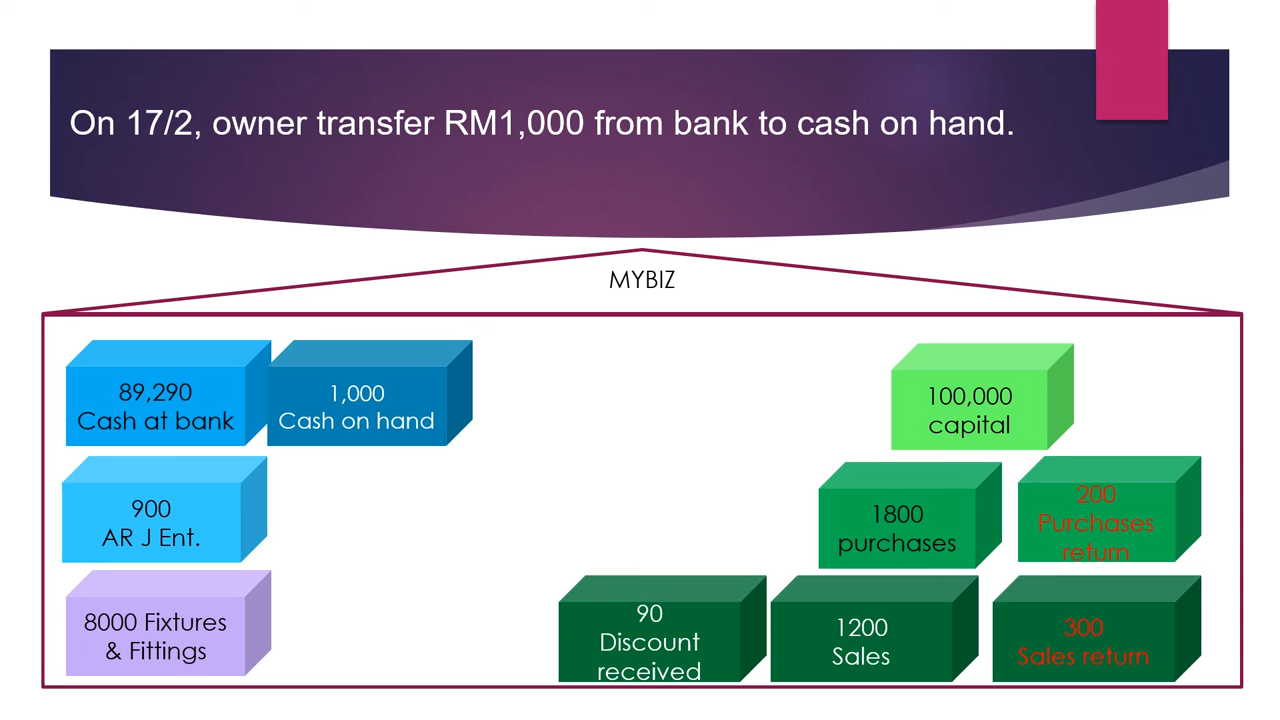 On 17/2, owner transfer RM1,000 from bank to cash on hand.
MYBIZ
89,290
Cash at bank
1,000
Cash on hand
100,000
capital
900
AR J Ent.
1800
purchases
200
Purchases
return
8000 Fixtures
& Fittings
90
Discount
received
1200
Sales
300
Sales return